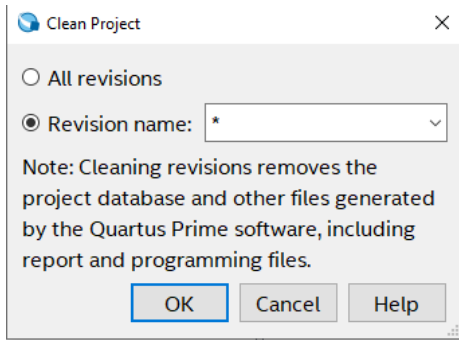 Clean Project
All revisions
Revision name: *
Note: Cleaning revisions removes the
project database and other files generated
by the Quartus Prime software, including
report and programming files.
OK Cancel Help